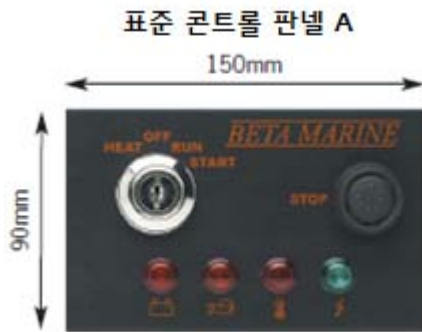 표준 콘트롤 판넬 A
150mm
90mm
HEAT OFF RUN START
BETA MARINE
STOP